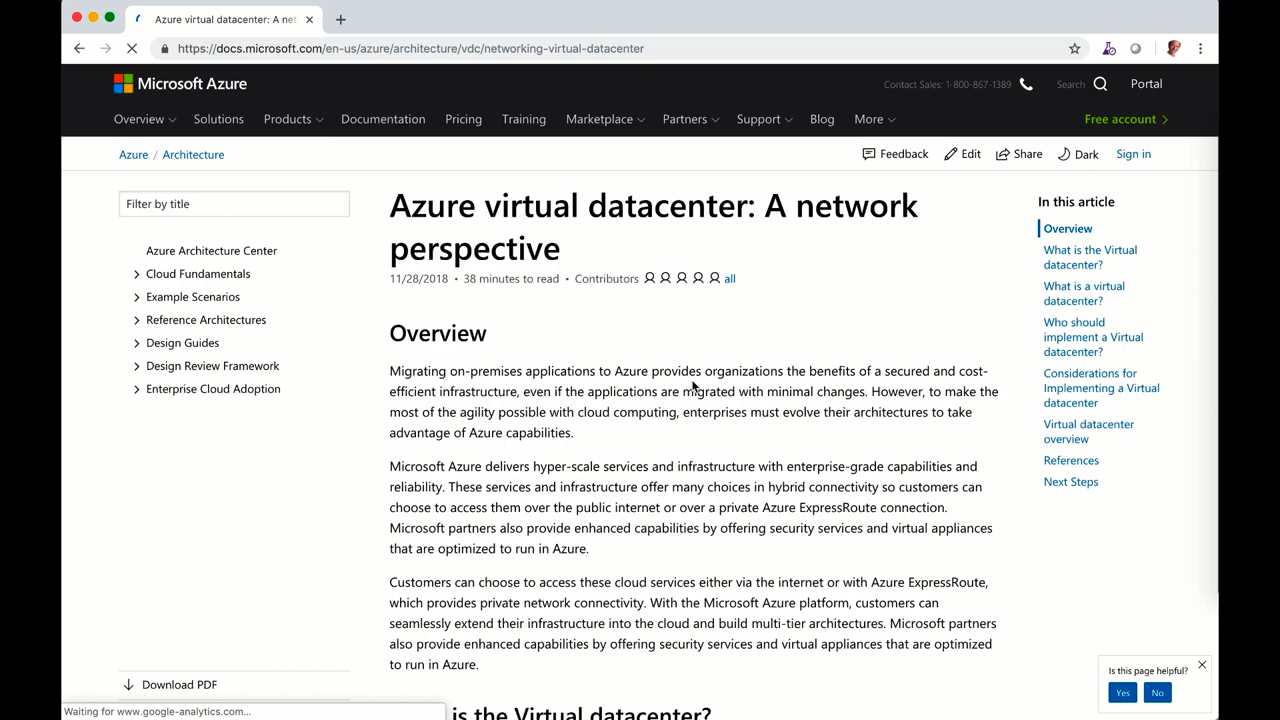 Azure virtual datacenter: A net
https://docs.microsoft.com/en-us/azure/architecture/vdc/networking-virtual-datacenter
Microsoft Azure
Contact Sales: 1-800-867-1389
Search
Portal
Overview
Solutions
Products
Documentation
Pricing
Training
Marketplace
Partners
Support
Blog
More
Free account
Azure / Architecture
Feedback
Edit
Share
Dark
Sign in
Filter by title
Azure Architecture Center
Cloud Fundamentals
Example Scenarios
Reference Architectures
Design Guides
Design Review Framework
Enterprise Cloud Adoption
Download PDF
Azure virtual datacenter: A network
perspective
11/28/2018 • 38 minutes to read • Contributors all
Overview
Migrating on-premises applications to Azure provides organizations the benefits of a secured and cost-
efficient infrastructure, even if the applications are migrated with minimal changes. However, to make the
most of the agility possible with cloud computing, enterprises must evolve their architectures to take
advantage of Azure capabilities.
Microsoft Azure delivers hyper-scale services and infrastructure with enterprise-grade capabilities and
reliability. These services and infrastructure offer many choices in hybrid connectivity so customers can
choose to access them over the public internet or over a private Azure ExpressRoute connection.
Microsoft partners also provide enhanced capabilities by offering security services and virtual appliances
that are optimized to run in Azure.
Customers can choose to access these cloud services either via the internet or with Azure ExpressRoute,
which provides private network connectivity. With the Microsoft Azure platform, customers can
seamlessly extend their infrastructure into the cloud and build multi-tier architectures. Microsoft partners
also provide enhanced capabilities by offering security services and virtual appliances that are optimized
to run in Azure.
is the Virtual datacenter?
In this article
Overview
What is the Virtual
datacenter?
What is a virtual
datacenter?
Who should
implement a Virtual
datacenter?
Considerations for
Implementing a Virtual
datacenter
Virtual datacenter
overview
References
Next Steps
Is this page helpful?
Yes
No
Waiting for www.google-analytics.com...